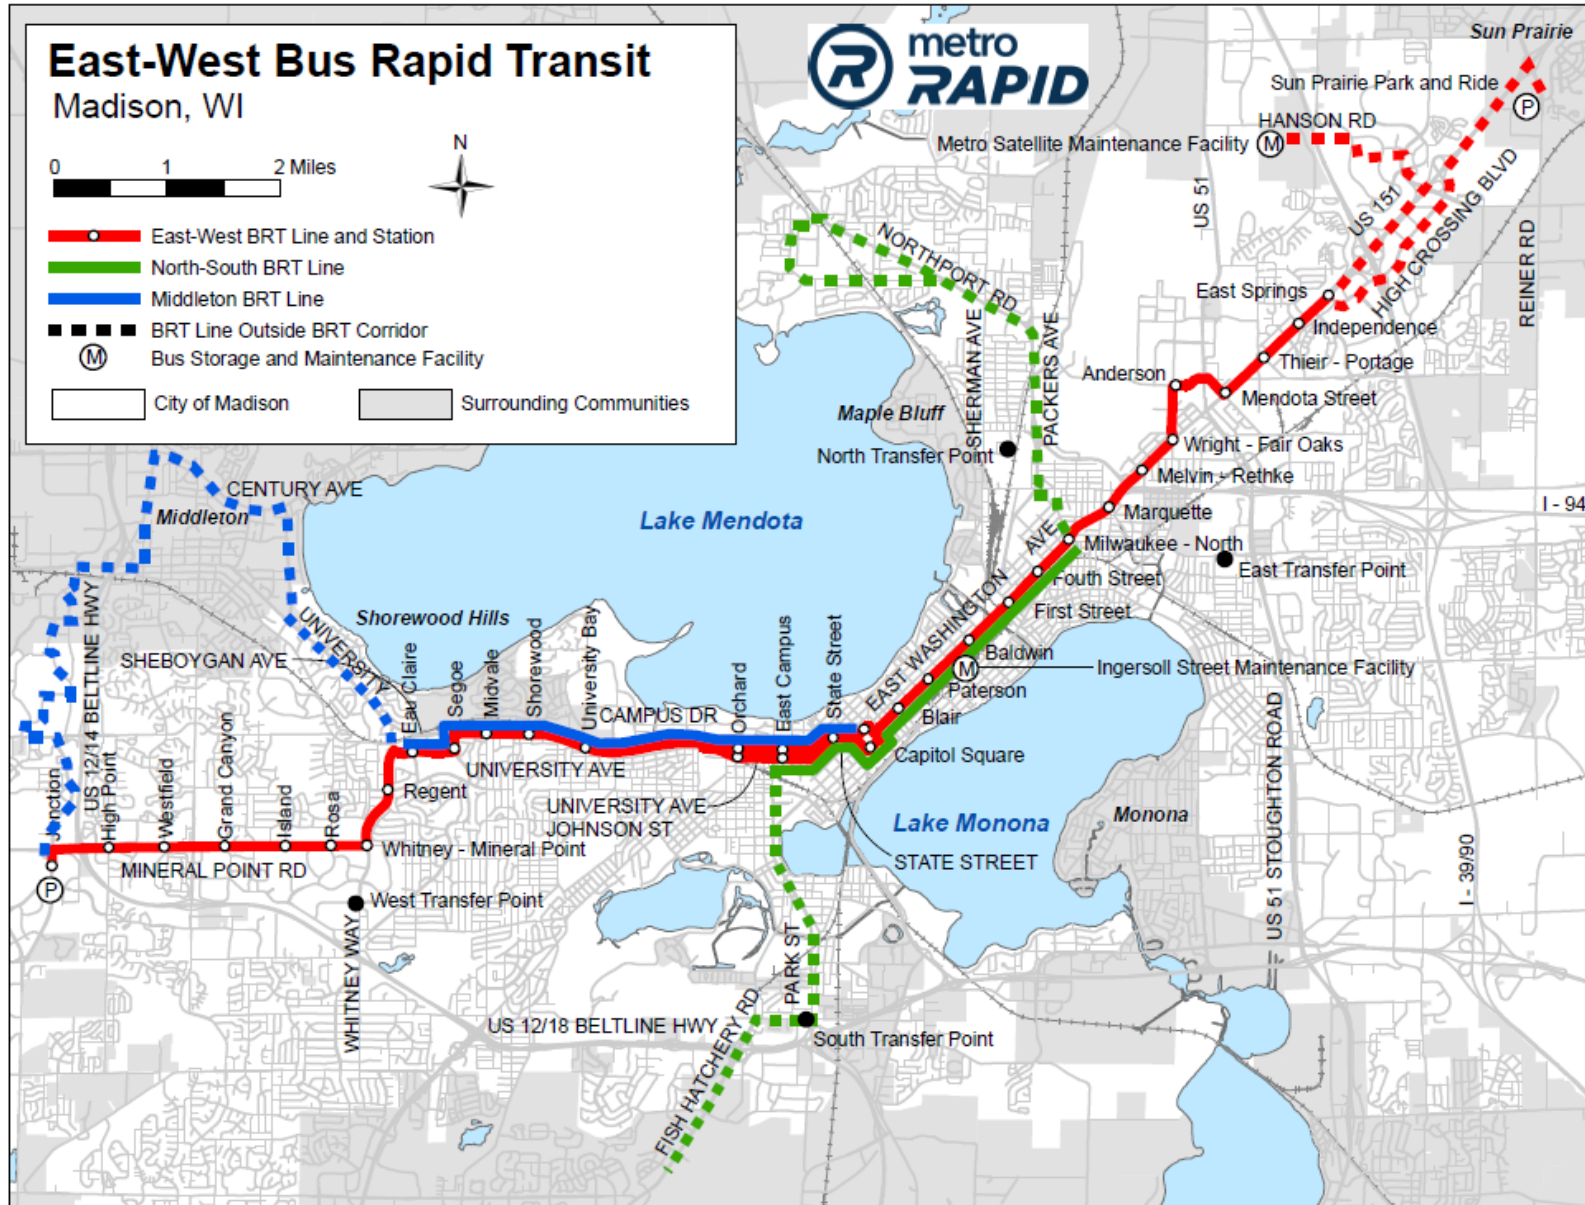 East-West Bus Rapid Transit
Madison, WI
metro
RAPID
R
N
0 1 2 Miles
East-West BRT Line and Station
North-South BRT Line
Middleton BRT Line
BRT Line Outside BRT Corridor
M Bus Storage and Maintenance Facility
City of Madison
Surrounding Communities
Sun Prairie
Sun Prairie Park and Ride
P
HANSON RD
Metro Satellite Maintenance Facility M
US 51
US 151
HIGH CROSSING BLVD
REINER RD
NORTHPORT RD
SHERMAN AVE
PACKERS AVE
East Springs
Independence
Thieir - Portage
Anderson
Mendota Street
Maple Bluff
North Transfer Point
Wright - Fair Oaks
Melvin - Rethke
Marquette
I - 94
CENTURY AVE
Middleton
Lake Mendota
EAST WASHINGTON AVE
Milwaukee - North
East Transfer Point
Fouth Street
First Street
US 12/14 BELTLINE HWY
Shorewood Hills
SHEBOYGAN AVE
UNIVERSITY
Eau Claire
Segoe
Midvale
Shorewood
University Bay
CAMPUS DR
Orchard
East Campus
State Street
Baldwin
M
Ingersoll Street Maintenance Facility
Paterson
Blair
Capitol Square
UNIVERSITY AVE
Regent
Junction
High Point
Westfield
Grand Canyon
Island
Rosa
Whitney - Mineral Point
MINERAL POINT RD
P
UNIVERSITY AVE
JOHNSON ST
Lake Monona
Monona
STATE STREET
West Transfer Point
WHITNEY WAY
US 51 STOUGHTON ROAD
I - 39/90
PARK ST
FISH HATCHERY RD
US 12/18 BELTLINE HWY
South Transfer Point